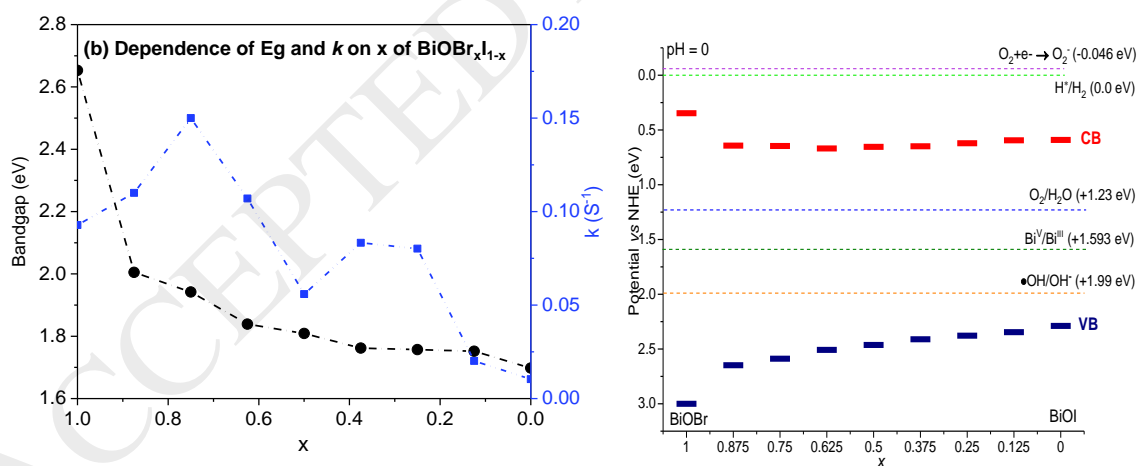 ACCEPTED
(b) Dependence of Eg and k on x of BiOBrₓI₁₋ₓ
2.8
2.6
2.4
2.2
2.0
1.8
1.6
Bandgap (eV)
0.20
0.15
0.10
0.05
0.00
k (S⁻¹)
1.0 0.8 0.6 0.4 0.2 0.0
x
pH = 0
O₂+e- → O₂⁻ (-0.046 eV)
H⁺/H₂ (0.0 eV)
CB
O₂/H₂O (+1.23 eV)
Biⱽ/Biᴵᴵᴵ (+1.593 eV)
●OH/OH⁻ (+1.99 eV)
VB
0.0
0.5
1.0
1.5
2.0
2.5
3.0
Potential vs NHE (eV)
BiOBr BiOI
1 0.875 0.75 0.625 0.5 0.375 0.25 0.125 0
x